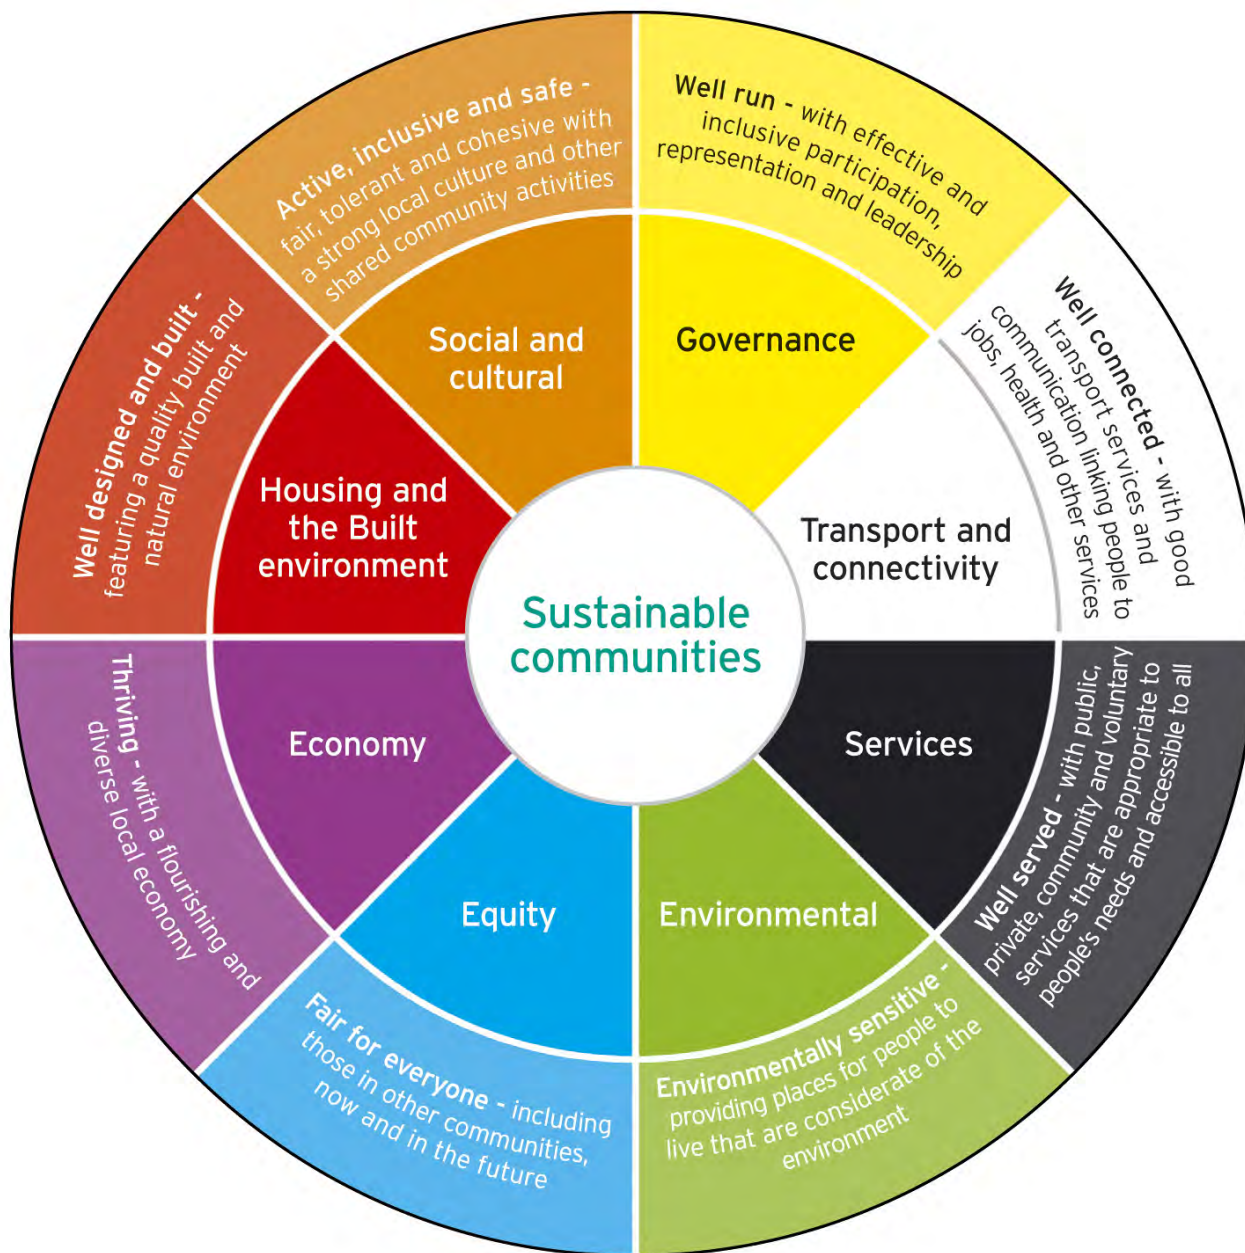 Sustainable
communities
Governance
Well run - with effective and
inclusive participation,
representation and leadership
Transport and
connectivity
Well connected - with good
transport services and
communication linking people to
jobs, health and other services
Services
Well served - with public,
private, community and voluntary
services that are appropriate to
people's needs and accessible to all
Environmental
Environmentally sensitive -
providing places for people to
live that are considerate of the
environment
Equity
Fair for everyone - including
those in other communities,
now and in the future
Economy
Thriving - with a flourishing and
diverse local economy
Housing and
the Built
environment
Well designed and built -
featuring a quality built and
natural environment
Social and
cultural
Active, inclusive and safe -
fair, tolerant and cohesive with
a strong local culture and other
shared community activities